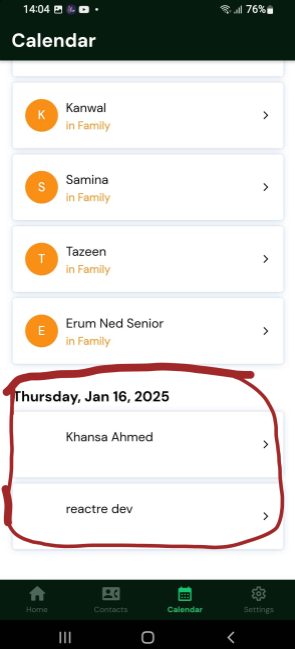 14:04
76%
Calendar
K
Kanwal
in Family
S
Samina
in Family
T
Tazeen
in Family
E
Erum Ned Senior
in Family
Thursday, Jan 16, 2025
Khansa Ahmed
reactre dev
Home
Contacts
Calendar
Settings